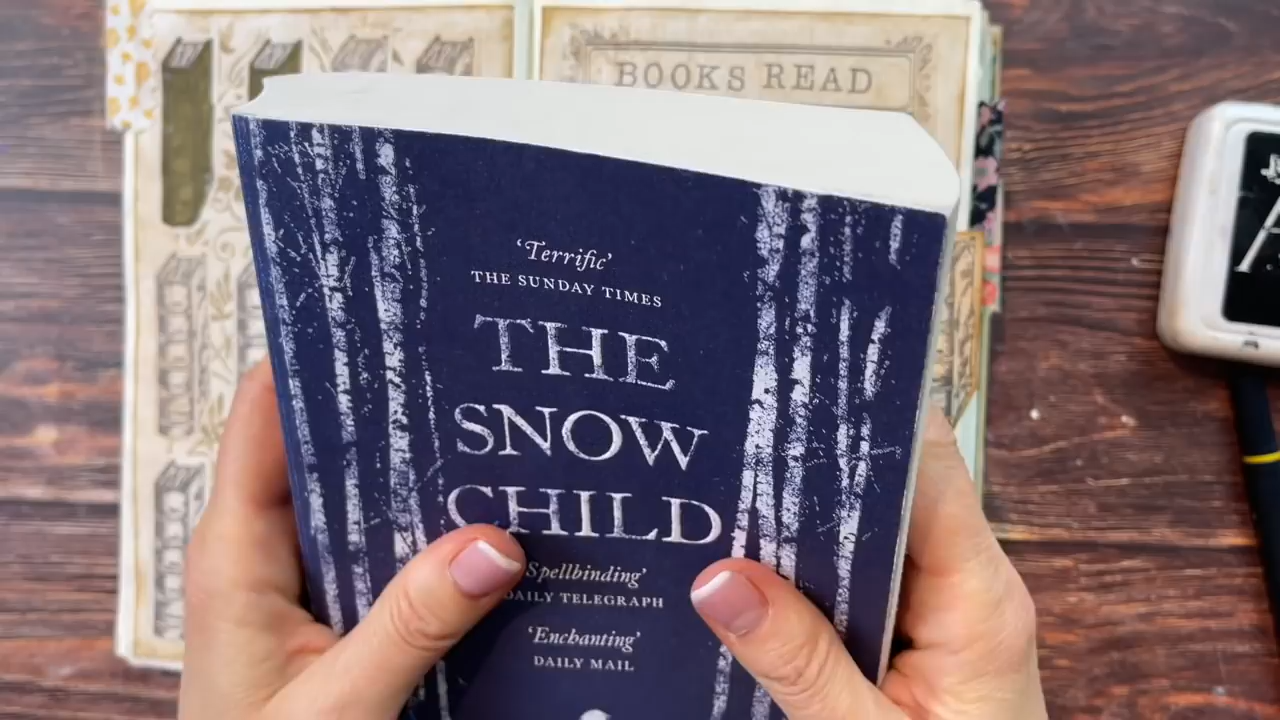 BOOKS READ
‘Terrific’
THE SUNDAY TIMES
THE
SNOW
CHILD
Spellbinding’
DAILY TELEGRAPH
‘Enchanting’
DAILY MAIL